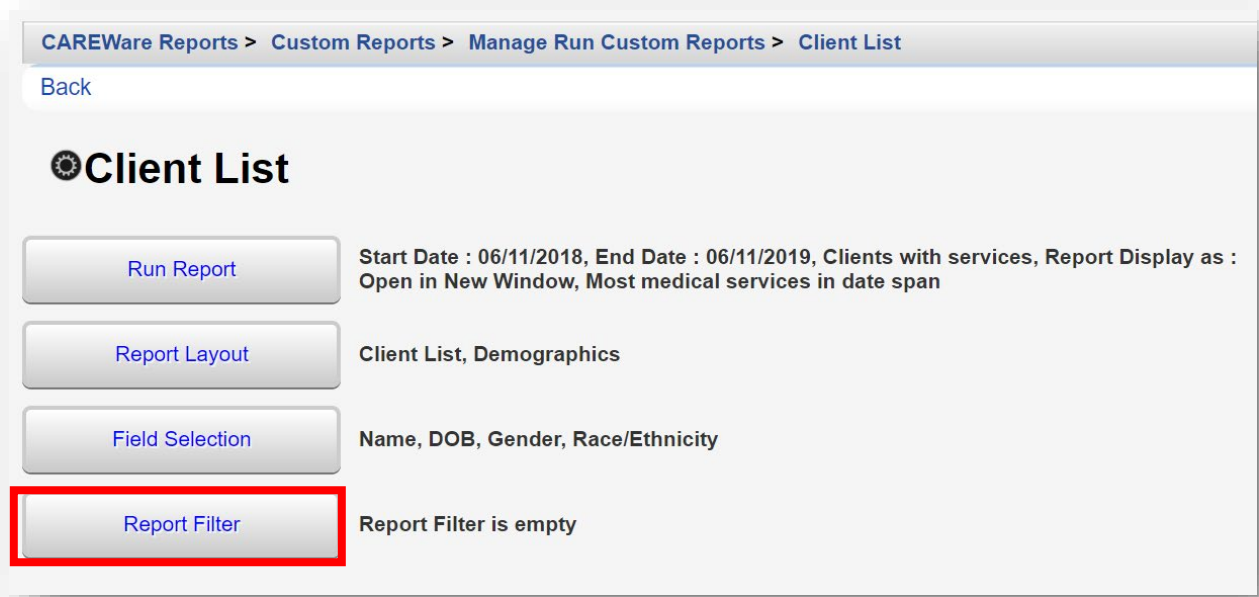 CAREWare Reports > Custom Reports > Manage Run Custom Reports > Client List
Back
Client List
Run Report
Start Date : 06/11/2018, End Date : 06/11/2019, Clients with services, Report Display as :
Open in New Window, Most medical services in date span
Report Layout
Client List, Demographics
Field Selection
Name, DOB, Gender, Race/Ethnicity
Report Filter
Report Filter is empty